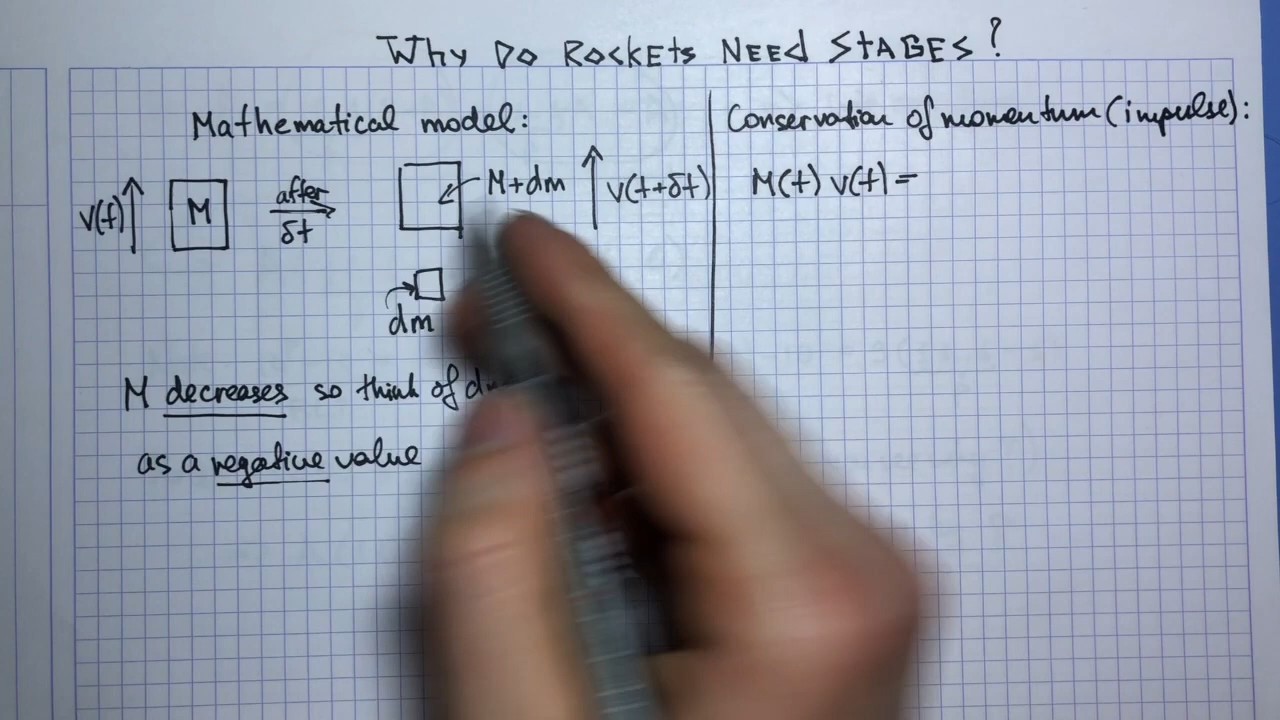 Why Do Rockets Need Stages?
Mathematical model:
v(t)
M
after
δt
M+dm
v(t+δt)
dm
M decreases so think of
as a negative value
Conservation of momentum (impulse):
M(t) v(t) =